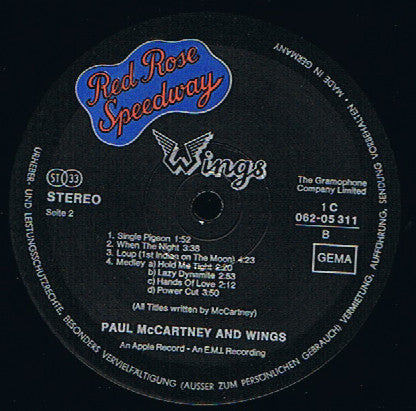 Red Rose
Speedway
Wings
ST 33
STEREO
Seite 2
The Gramophone
Company Limited
1 C
062-05 311
B
GEMA
1. Single Pigeon 1:52
2. When The Night 3:38
3. Loup (1st Indian on The Moon) 4:23
4. Medley a) Hold Me Tight 2:20
b) Lazy Dynamite 2:53
c) Hands Of Love 2:12
d) Power Cut 3:50
(All Titles written by McCartney)
PAUL McCARTNEY AND WINGS
An Apple Record - An E.M.I. Recording
URHEBER- UND LEISTUNGSSCHUTZRECHTE, BESONDERS VERVIELFÄLTIGUNG (AUSSER ZUM PERSÖNLICHEN GEBRAUCH) VERMIETUNG, AUFFÜHRUNG, SENDUNG VORBEHALTEN • MADE IN GERMANY